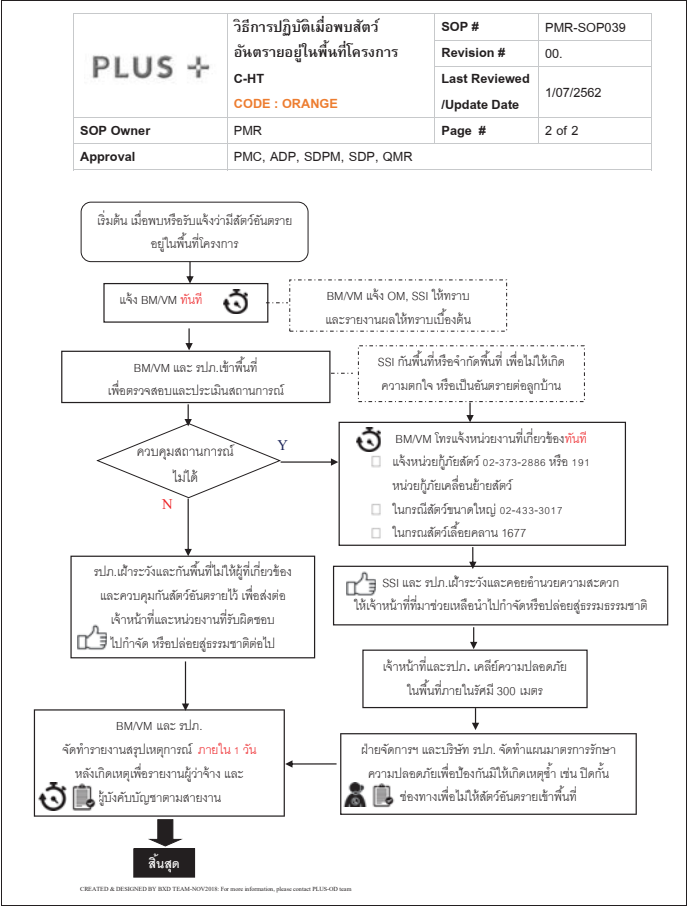 PLUS +
วิธีการปฏิบัติเมื่อพบสัตว์
อันตรายอยู่ในพื้นที่โครงการ
C-HT
CODE : ORANGE
SOP #
PMR-SOP039
Revision #
00.
Last Reviewed
/Update Date
1/07/2562
SOP Owner
PMR
Page #
2 of 2
Approval
PMC, ADP, SDPM, SDP, QMR
เริ่มต้น เมื่อพบหรือรับแจ้งว่ามีสัตว์อันตราย
อยู่ในพื้นที่โครงการ
แจ้ง BM/VM ทันที
BM/VM แจ้ง OM, SSI ให้ทราบ
และรายงานผลให้ทราบเบื้องต้น
BM/VM และ รปภ.เข้าพื้นที่
เพื่อตรวจสอบและประเมินสถานการณ์
SSI กันพื้นที่หรือจำกัดพื้นที่ เพื่อไม่ให้เกิด
ความตกใจ หรือเป็นอันตรายต่อลูกบ้าน
ควบคุมสถานการณ์
ไม่ได้
Y
N
BM/VM โทรแจ้งหน่วยงานที่เกี่ยวข้องทันที
แจ้งหน่วยกู้ภัยสัตว์ 02-373-2886 หรือ 191
หน่วยกู้ภัยเคลื่อนย้ายสัตว์
ในกรณีสัตว์ขนาดใหญ่ 02-433-3017
ในกรณสัตว์เลื้อยคลาน 1677
รปภ.เฝ้าระวังและกันพื้นที่ไม่ให้ผู้ที่เกี่ยวข้อง
และควบคุมกันสัตว์อันตรายไว้ เพื่อส่งต่อ
เจ้าหน้าที่และหน่วยงานที่รับผิดชอบ
ไปกำจัด หรือปล่อยสู่ธรรมชาติต่อไป
SSI และ รปภ.เฝ้าระวังและคอยอำนวยความสะดวก
ให้เจ้าหน้าที่ที่มาช่วยเหลือนำไปกำจัดหรือปล่อยสู่ธรรมธรรมชาติ
เจ้าหน้าที่และรปภ. เคลียร์ความปลอดภัย
ในพื้นที่ภายในรัศมี 300 เมตร
BM/VM และ รปภ.
จัดทำรายงานสรุปเหตุการณ์ ภายใน 1 วัน
หลังเกิดเหตุเพื่อรายงานผู้ว่าจ้าง และ
ผู้บังคับบัญชาตามสายงาน
ฝ่ายจัดการฯ และบริษัท รปภ. จัดทำแผนมาตรการรักษา
ความปลอดภัยเพื่อป้องกันมิให้เกิดเหตุซ้ำ เช่น ปิดกั้น
ช่องทางเพื่อไม่ให้สัตว์อันตรายเข้าพื้นที่
สิ้นสุด
CREATED & DESIGNED BY BXD TEAM-NOV2018: For more information, please contact PLUS-OD team